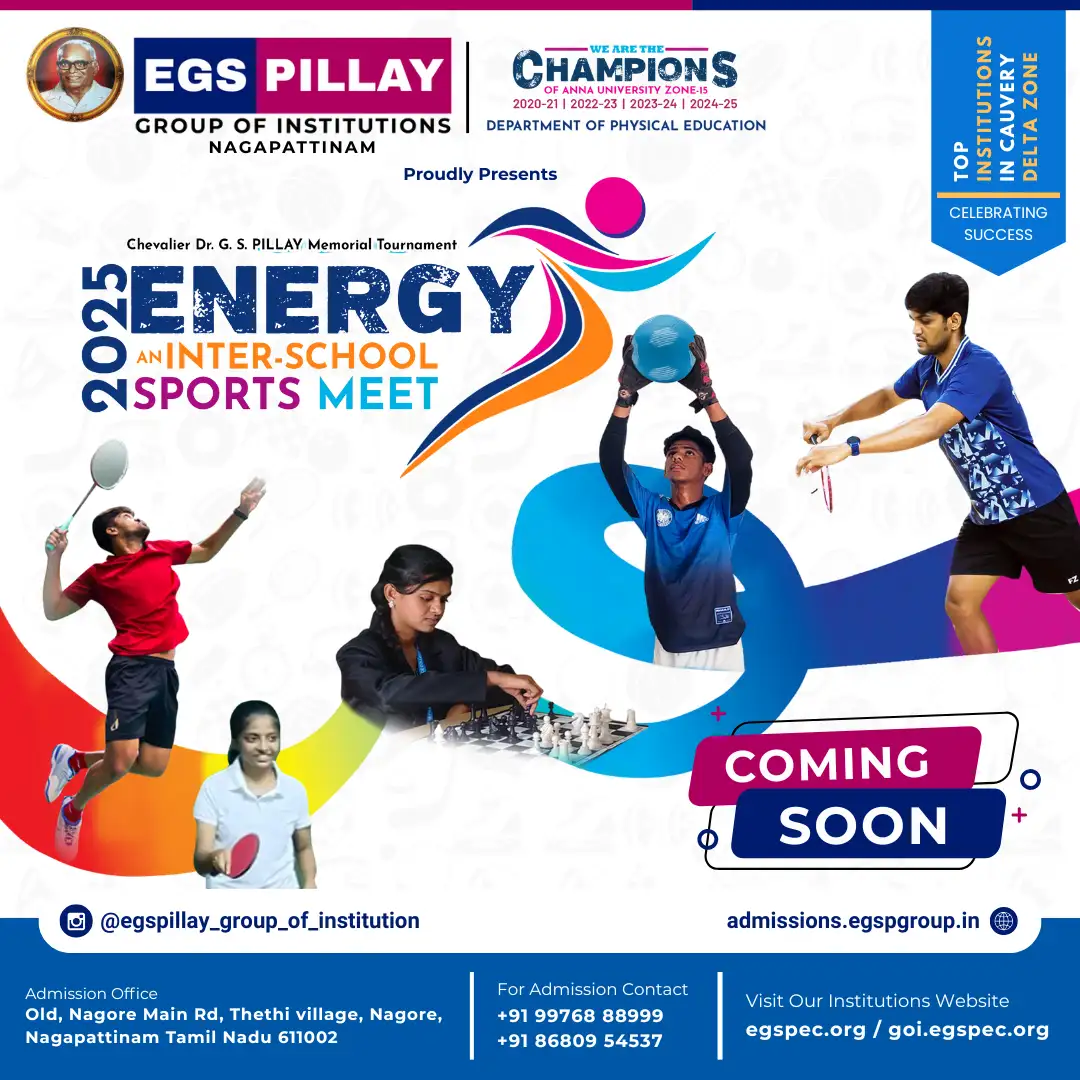 EGS PILLAY
GROUP OF INSTITUTIONS
NAGAPATTINAM
WE ARE THE
CHAMPIONS
OF ANNA UNIVERSITY ZONE-15
2020-21 | 2022-23 | 2023-24 | 2024-25
DEPARTMENT OF PHYSICAL EDUCATION
TOP
INSTITUTIONS
IN CAUVERY
DELTA ZONE
CELEBRATING
SUCCESS
Proudly Presents
Chevalier Dr. G. S. PILLAY Memorial Tournament
2025
ENERGY
AN INTER-SCHOOL
SPORTS MEET
FZ
COMING
SOON
@egspillay_group_of_institution
admissions.egspgroup.in
Admission Office
Old, Nagore Main Rd, Thethi village, Nagore,
Nagapattinam Tamil Nadu 611002
For Admission Contact
+91 99768 88999
+91 86809 54537
Visit Our Institutions Website
egspec.org / goi.egspec.org